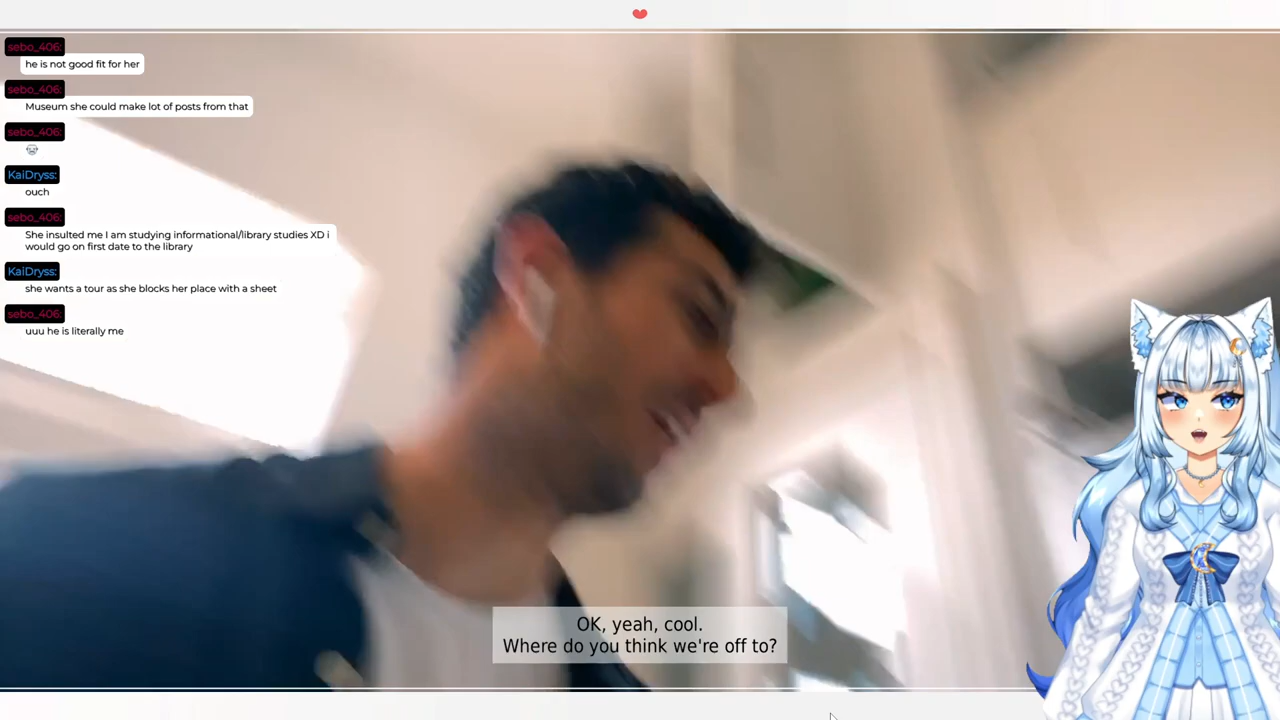 sebo_406:
he is not good fit for her
sebo_406:
Museum she could make lot of posts from that
sebo_406:
KaiDryss:
ouch
sebo_406:
She insulted me I am studying informational/library studies XD i
would go on first date to the library
KaiDryss:
she wants a tour as she blocks her place with a sheet
sebo_406:
uuu he is literally me
OK, yeah, cool.
Where do you think we're off to?